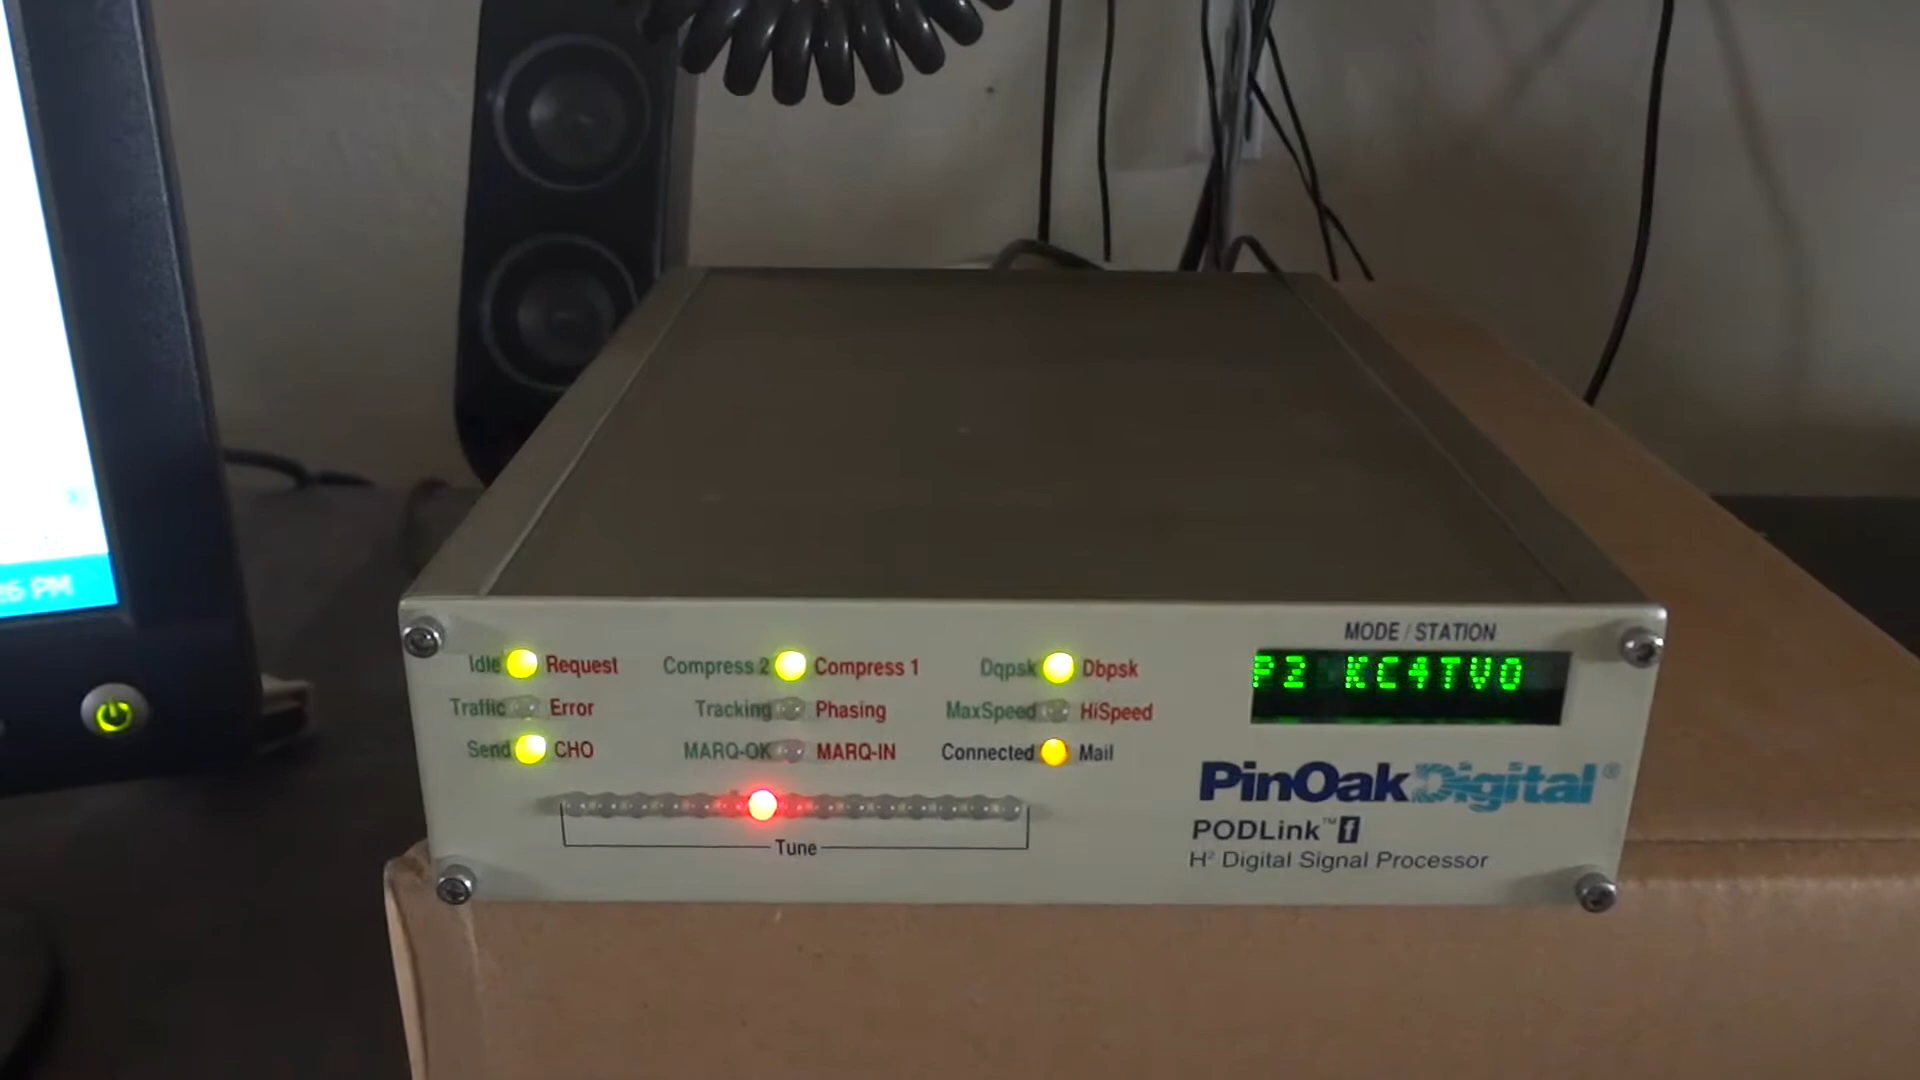 MODE / STATION
P2 KC4TVO
Idle Request
Compress 2 Compress 1
Dqpsk Dbpsk
Traffic Error
Tracking Phasing
MaxSpeed HiSpeed
Send CHO
MARQ-OK MARQ-IN
Connected Mail
Tune
PinOakDigital®
PODLink™ f
H² Digital Signal Processor
PM